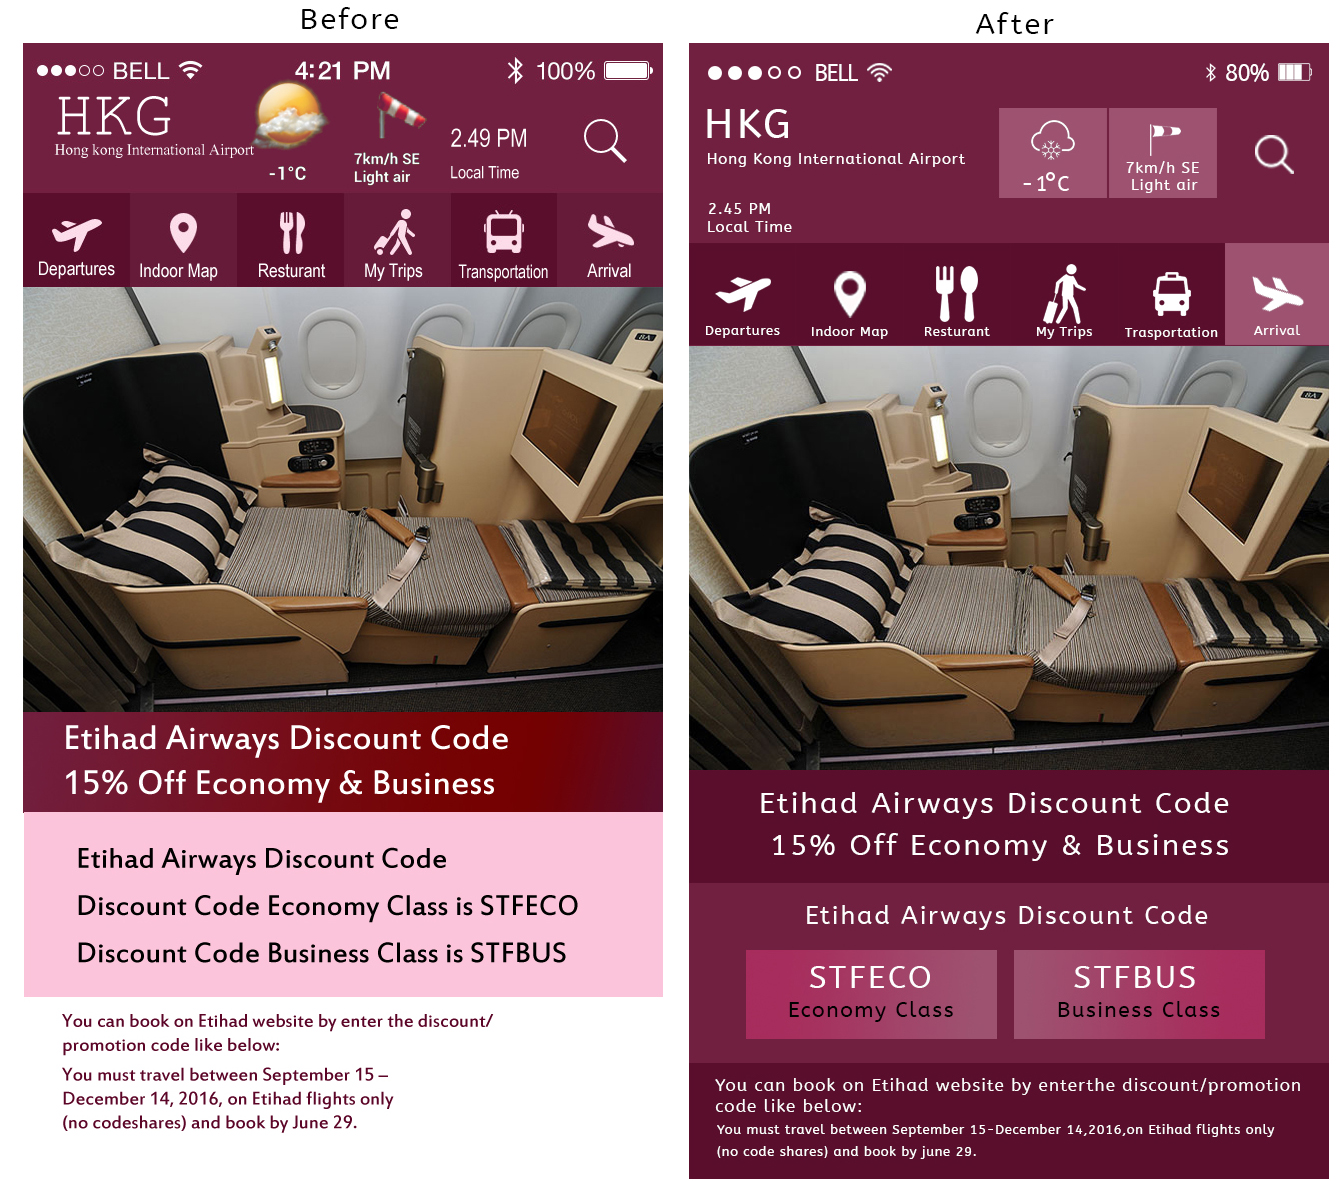 Before
BELL
4:21 PM
100%
HKG
Hong kong International Airport
-1°C
7km/h SE
Light air
2.49 PM
Local Time
Departures
Indoor Map
Resturant
My Trips
Transportation
Arrival
8A
Etihad Airways Discount Code
15% Off Economy & Business
Etihad Airways Discount Code
Discount Code Economy Class is STFECO
Discount Code Business Class is STFBUS
You can book on Etihad website by enter the discount/
promotion code like below:
You must travel between September 15 –
December 14, 2016, on Etihad flights only
(no codeshares) and book by June 29.
After
BELL
80%
HKG
Hong Kong International Airport
-1°C
7km/h SE
Light air
2.45 PM
Local Time
Departures
Indoor Map
Resturant
My Trips
Trasportation
Arrival
8A
Etihad Airways Discount Code
15% Off Economy & Business
Etihad Airways Discount Code
STFECO
Economy Class
STFBUS
Business Class
You can book on Etihad website by enterthe discount/promotion
code like below:
You must travel between September 15-December 14,2016,on Etihad flights only
(no code shares) and book by june 29.